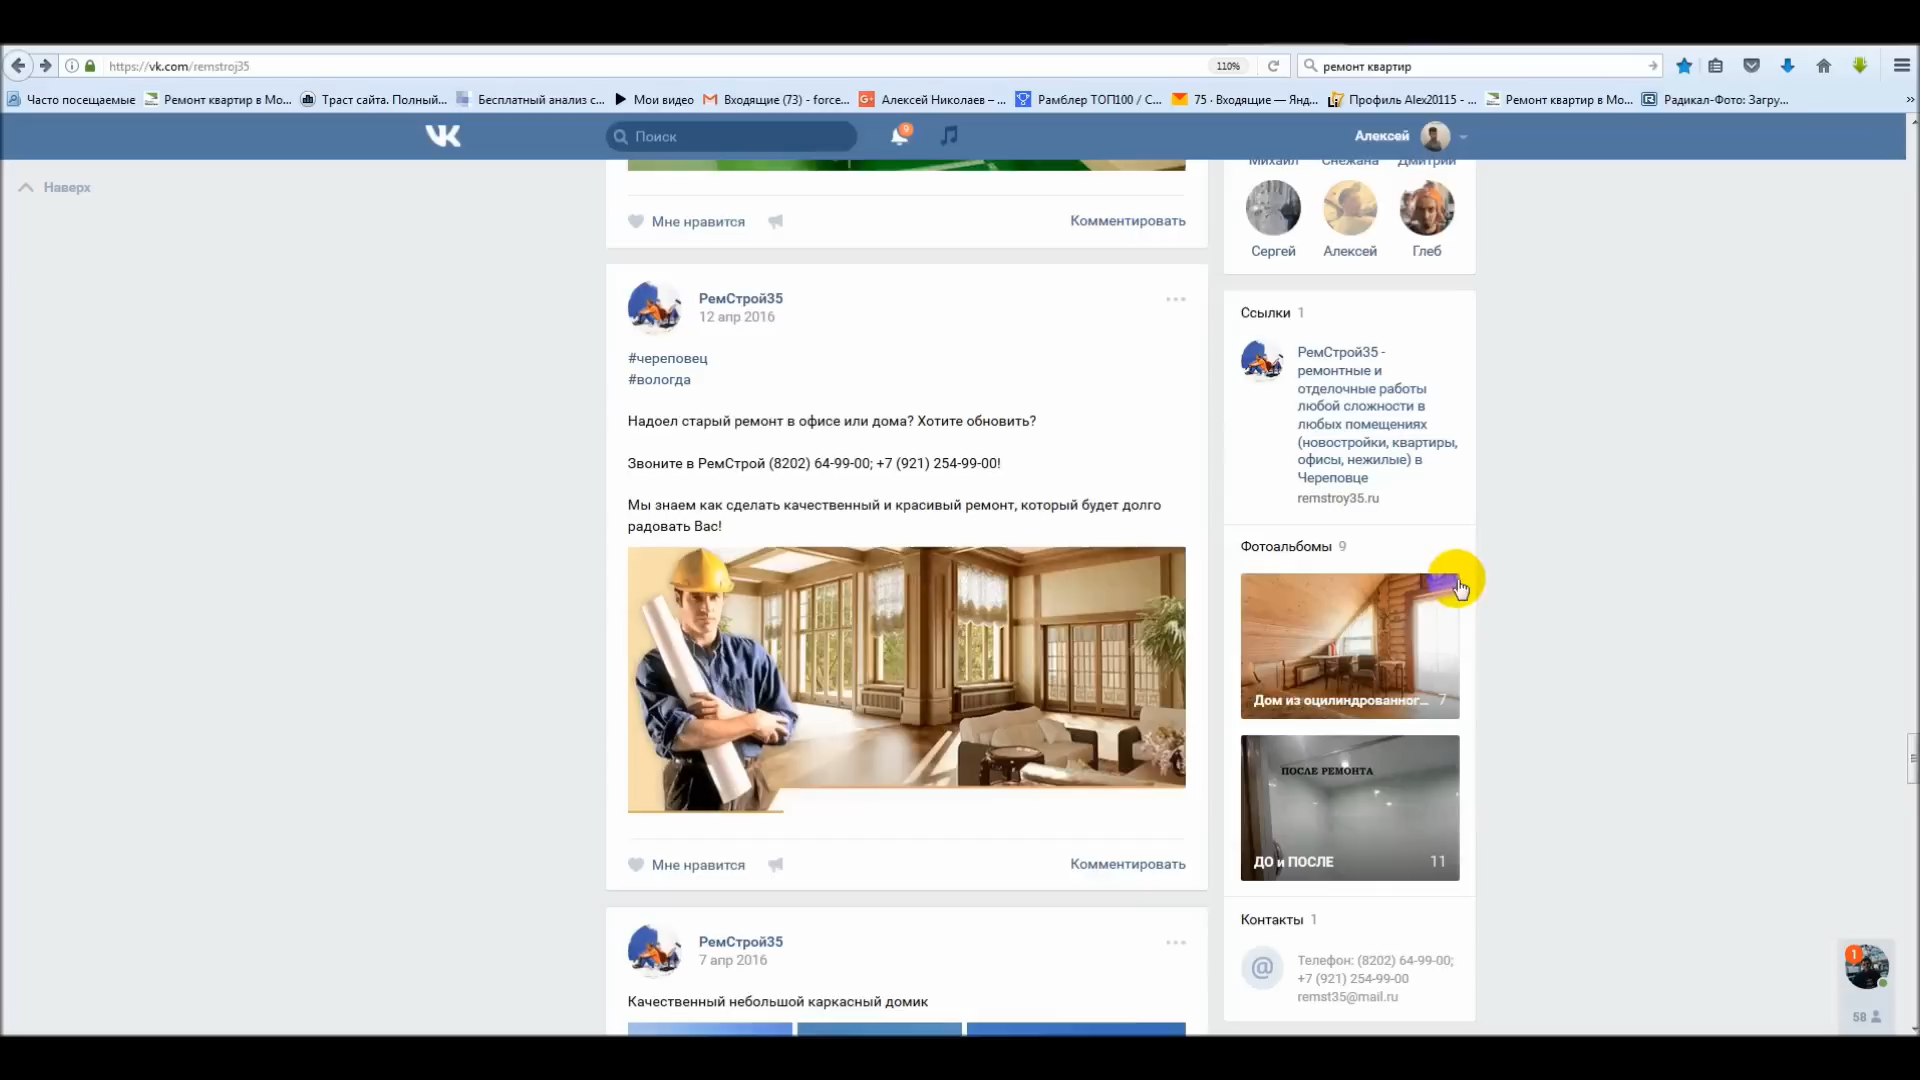 https://vk.com/remstroj35
110%
ремонт квартир
Часто посещаемые
Ремонт квартир в Мо...
Траст сайта. Полный...
Бесплатный анализ с...
Мои видео
Входящие (73) - force...
Алексей Николаев – ...
Рамблер ТОП100 / С...
75 · Входящие — Янд...
Профиль Alex20115 - ...
Ремонт квартир в Мо...
Радикал-Фото: Загру...
Поиск
9
Алексей
Наверх
Михаил
Снежана
Дмитрий
Мне нравится
Комментировать
Сергей
Алексей
Глеб
РемСтрой35
12 апр 2016
#череповец
#вологда
Надоел старый ремонт в офисе или дома? Хотите обновить?
Звоните в РемСтрой (8202) 64-99-00; +7 (921) 254-99-00!
Мы знаем как сделать качественный и красивый ремонт, который будет долго
радовать Вас!
Мне нравится
Комментировать
РемСтрой35
7 апр 2016
Качественный небольшой каркасный домик
Ссылки 1
РемСтрой35 -
ремонтные и
отделочные работы
любой сложности в
любых помещениях
(новостройки, квартиры,
офисы, нежилые) в
Череповце
remstroy35.ru
Фотоальбомы 9
Дом из оцилиндрованног... 7
ПОСЛЕ РЕМОНТА
ДО и ПОСЛЕ 11
Контакты 1
Телефон: (8202) 64-99-00;
+7 (921) 254-99-00
remst35@mail.ru
1
58